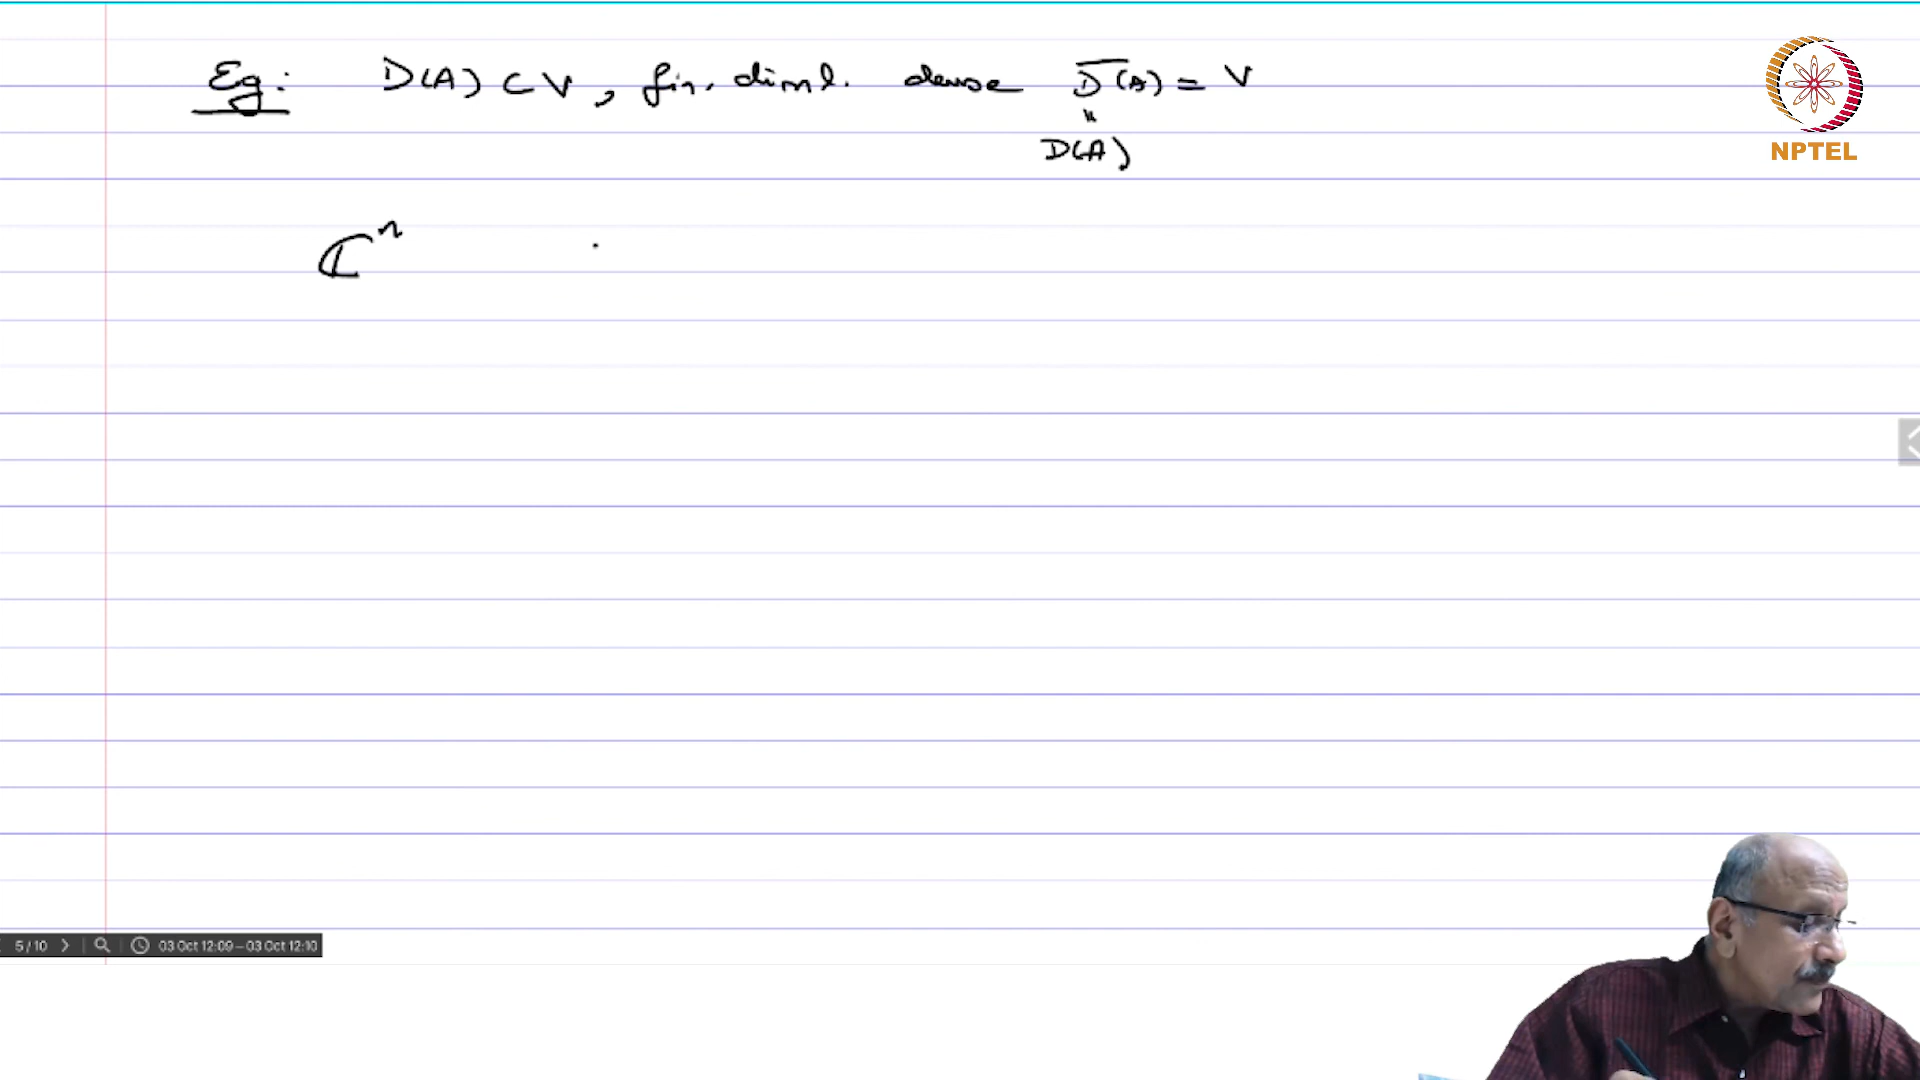 Eg: D(A) ⊂ V, fin. diml. dense D̅(A) = V
"
D(A)
ℂⁿ
NPTEL
5/10 03 Oct 12:09 – 03 Oct 12:10